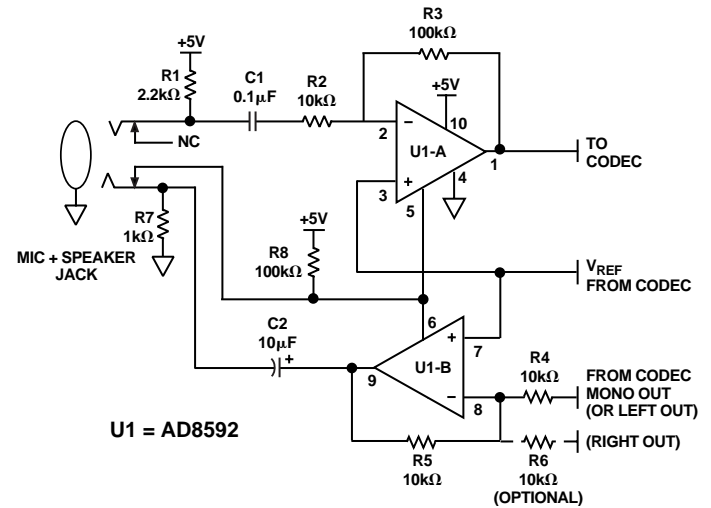 +5V
R1
2.2kΩ
C1
0.1μF
R2
10kΩ
R3
100kΩ
+5V
10
2
−
U1-A
1
TO
CODEC
+
3
4
5
NC
R7
1kΩ
MIC + SPEAKER
JACK
+5V
R8
100kΩ
VREF
FROM CODEC
C2
10μF
+
6
+
7
U1-B
9
−
8
R4
10kΩ
FROM CODEC
MONO OUT
(OR LEFT OUT)
U1 = AD8592
R5
10kΩ
R6
10kΩ
(OPTIONAL)
(RIGHT OUT)